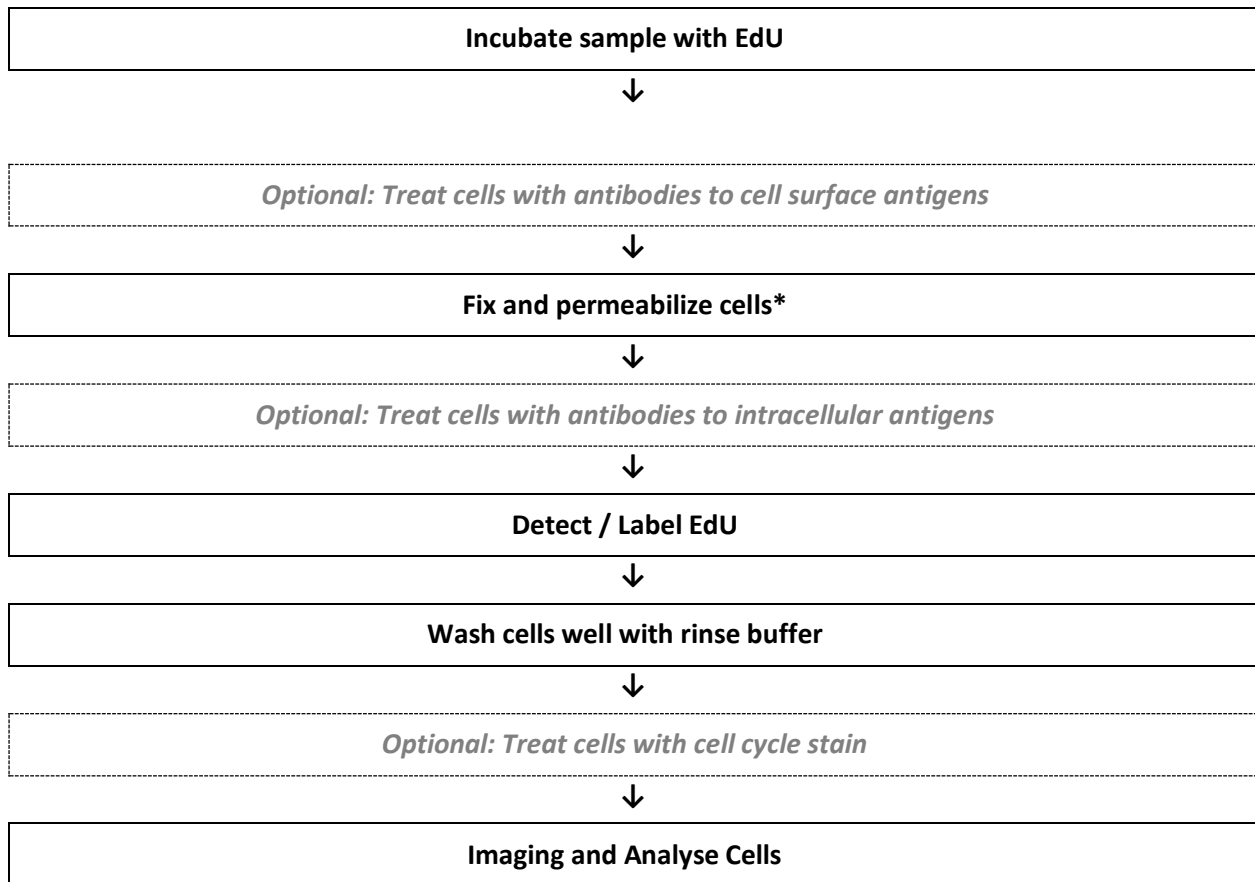 Incubate sample with EdU
↓
Optional: Treat cells with antibodies to cell surface antigens
↓
Fix and permeabilize cells*
↓
Optional: Treat cells with antibodies to intracellular antigens
↓
Detect / Label EdU
↓
Wash cells well with rinse buffer
↓
Optional: Treat cells with cell cycle stain
↓
Imaging and Analyse Cells